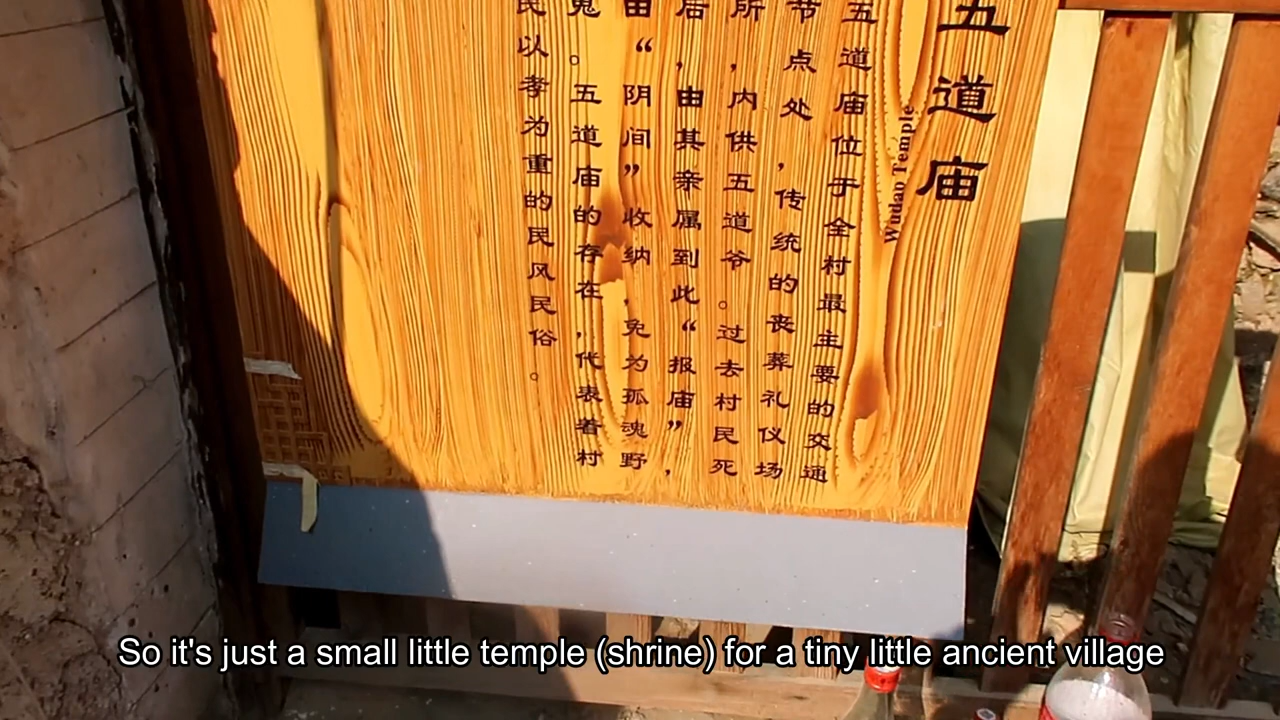 五道庙
Wudao Temple
五道庙位于全村最主要的交通
节点处，传统的丧葬礼仪场
所，内供五道爷。过去村民死
后，由其亲属到此“报庙”，
由“阴间”收纳，免为孤魂野
鬼。五道庙的存在，代表着村
民以孝为重的民风民俗。
So it's just a small little temple (shrine) for a tiny little ancient village